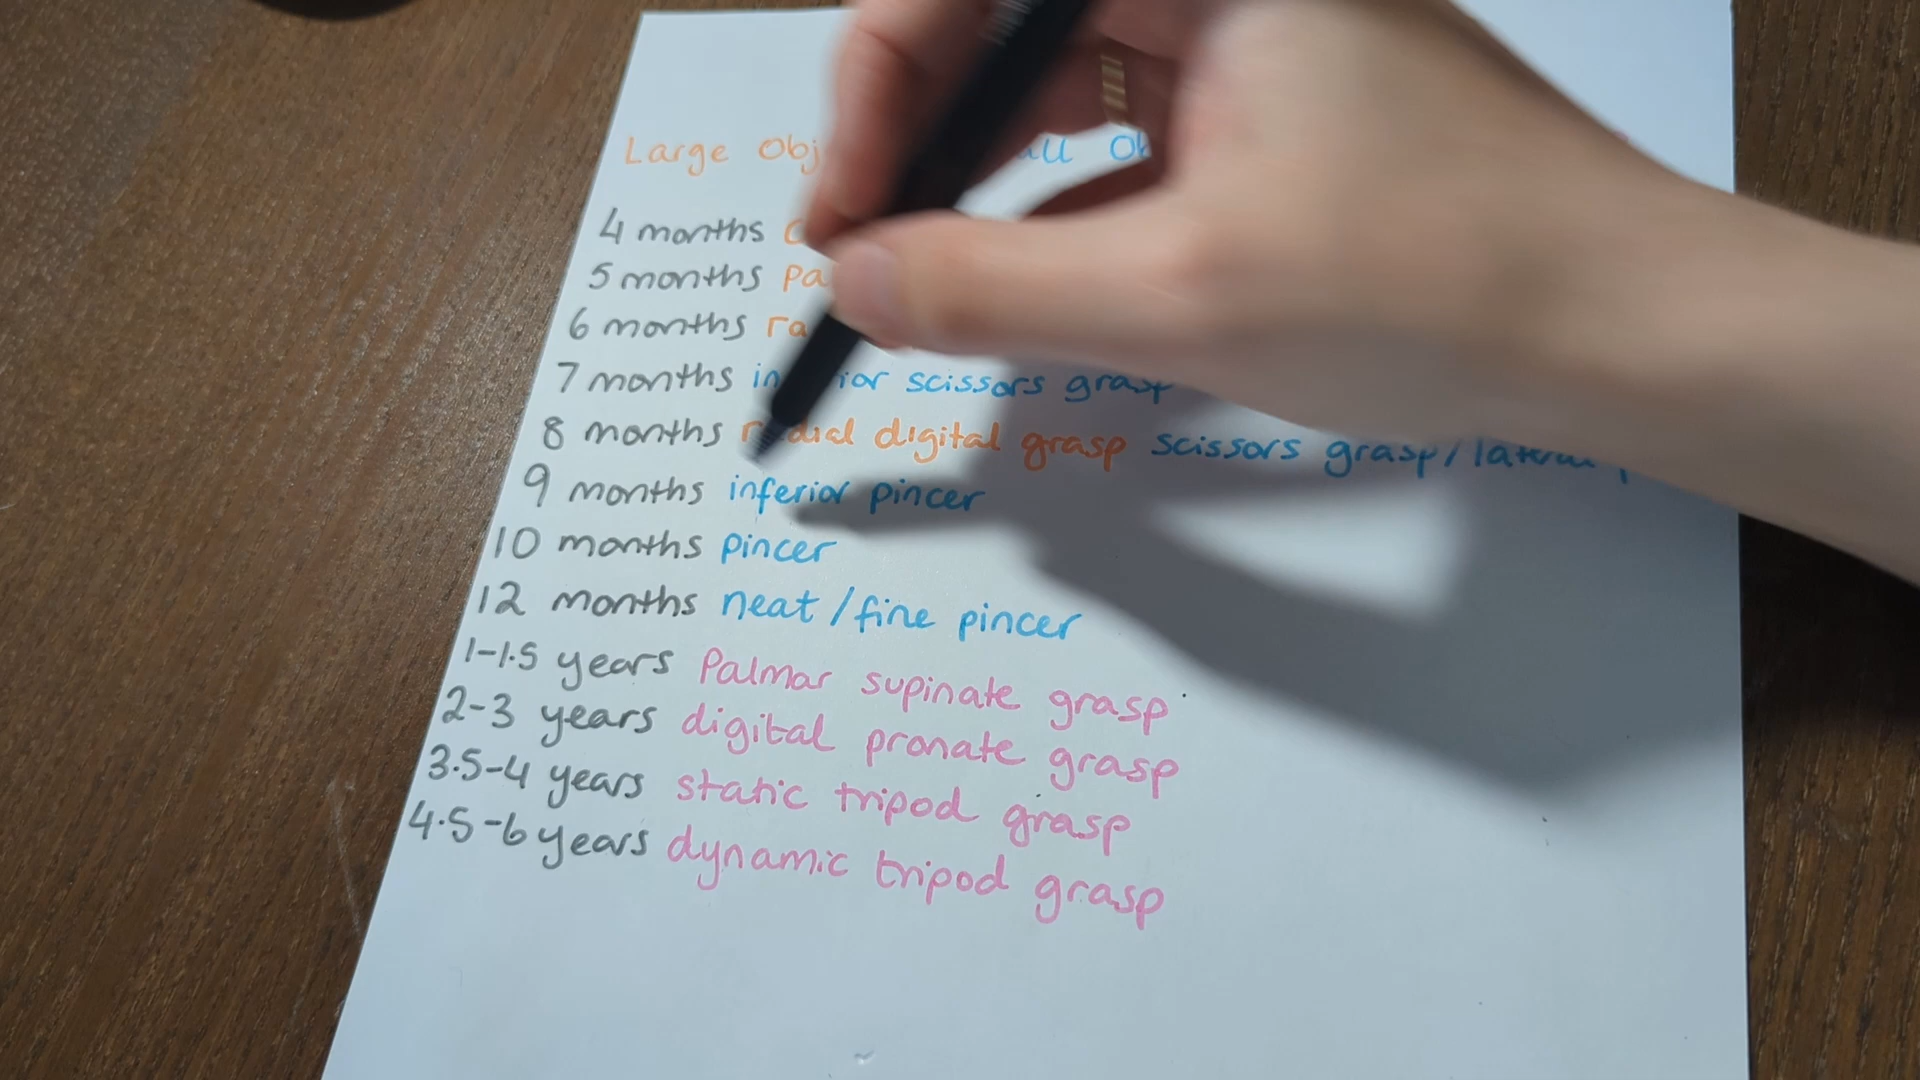 Large
4 months
5 months
6 months
7 months scissors grasp
8 months radial digital grasp scissors grasp/
9 months inferior pincer
10 months pincer
12 months neat/fine pincer
1-1.5 years Palmar supinate grasp
2-3 years digital pronate grasp
3.5-4 years static tripod grasp
4.5-6 years dynamic tripod grasp